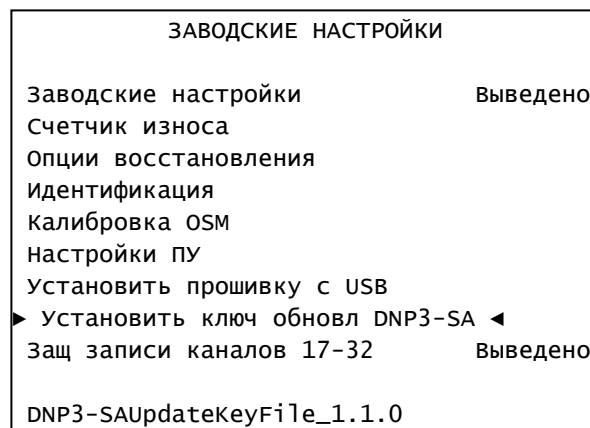 ЗАВОДСКИЕ НАСТРОЙКИ
Заводские настройки Выведено
Счетчик износа
Опции восстановления
Идентификация
Калибровка OSM
Настройки ПУ
Установить прошивку с USB
► Установить ключ обновл DNP3-SA ◄
Защ записи каналов 17-32 Выведено
DNP3-SAUpdateKeyFile_1.1.0